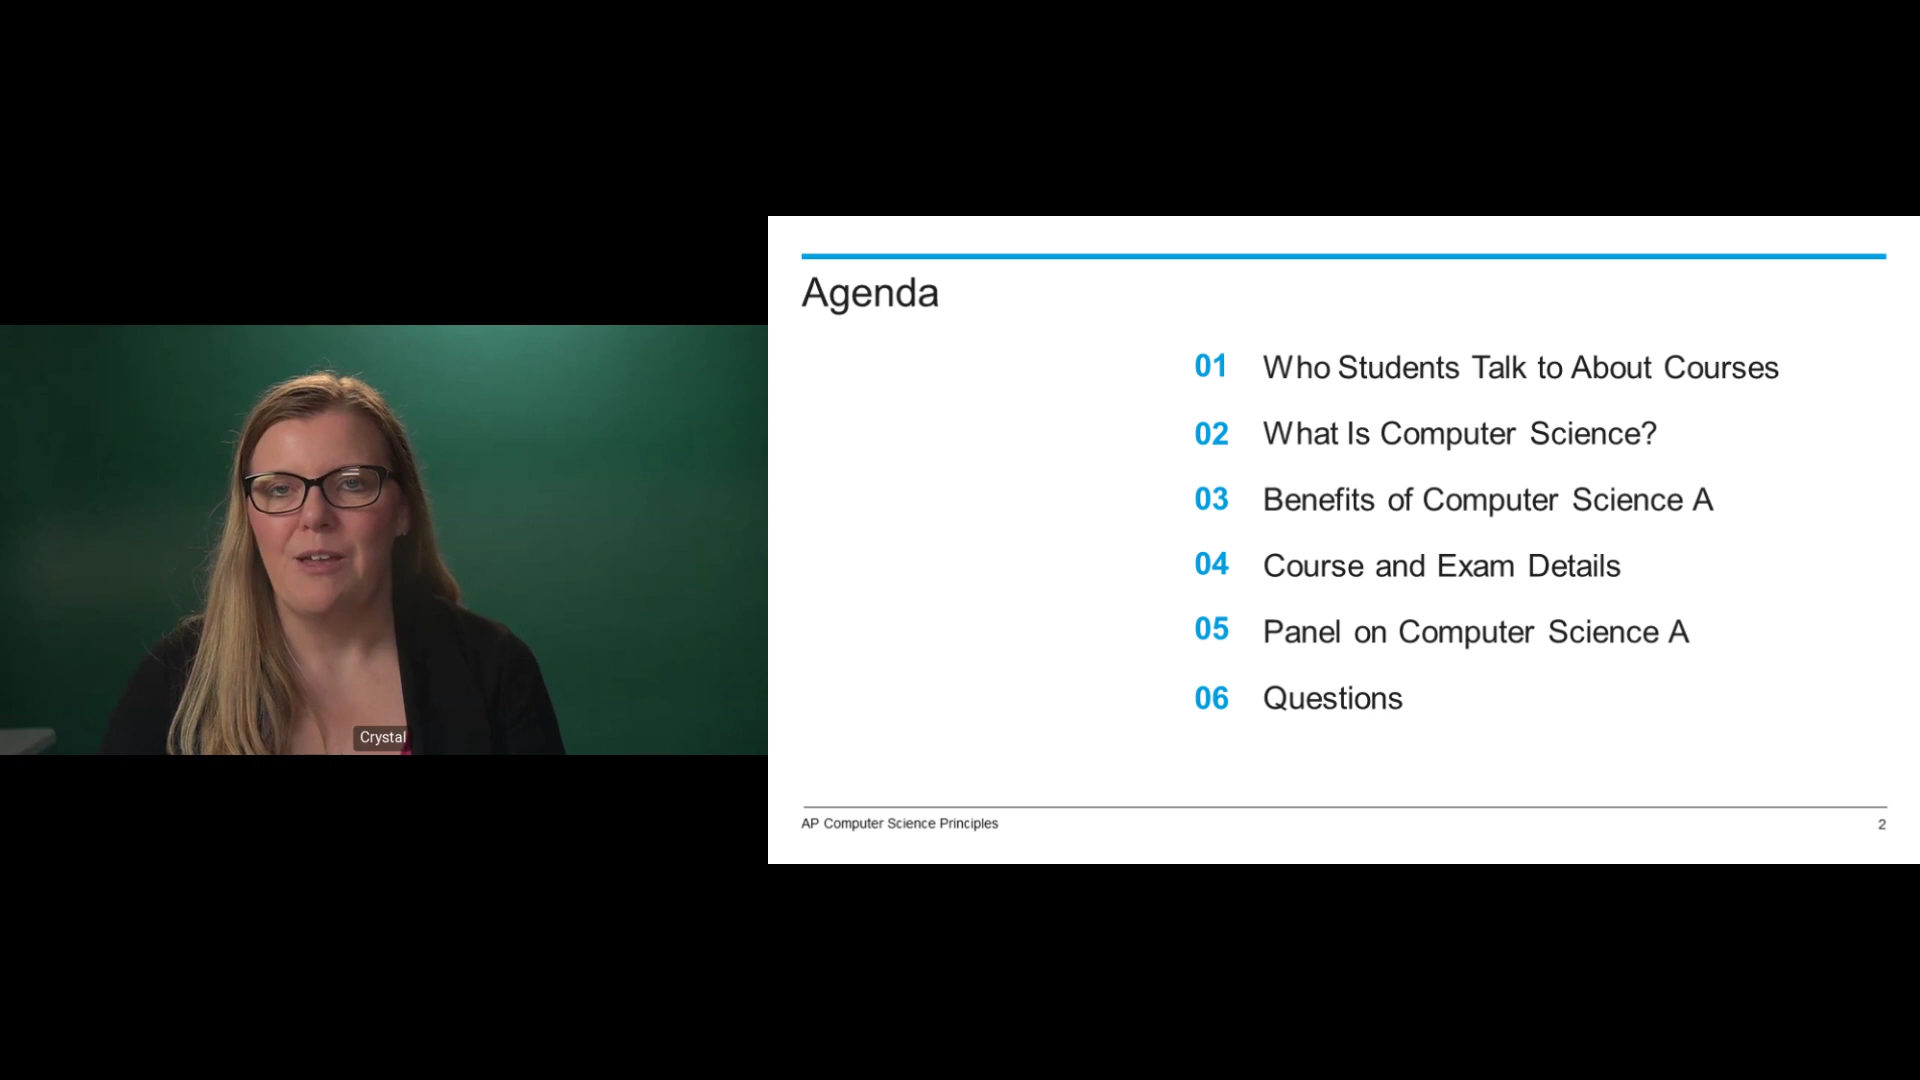 Crystal
Agenda
01 Who Students Talk to About Courses
02 What Is Computer Science?
03 Benefits of Computer Science A
04 Course and Exam Details
05 Panel on Computer Science A
06 Questions
AP Computer Science Principles 2